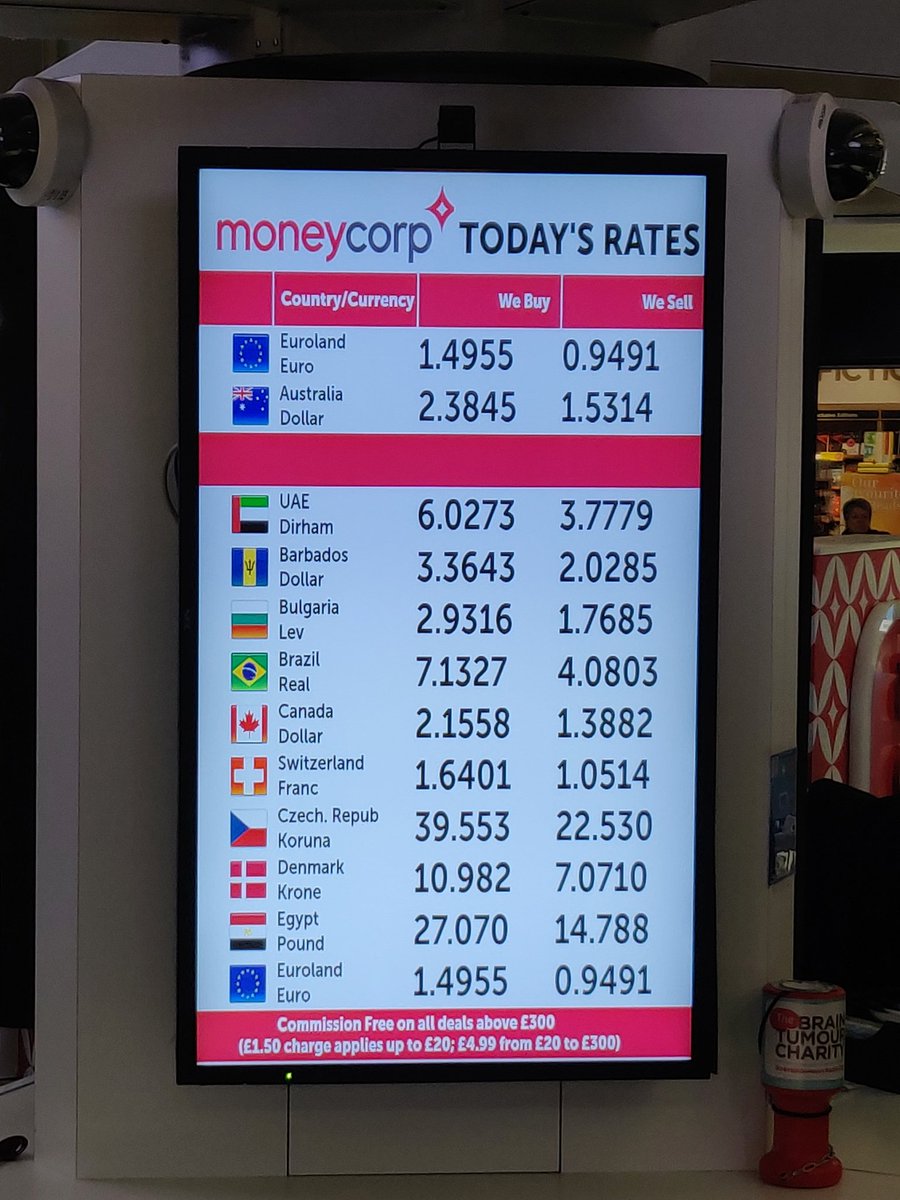 moneycorp TODAY'S RATES
Country/Currency We Buy We Sell
Euroland
Euro 1.4955 0.9491
Australia
Dollar 2.3845 1.5314
UAE
Dirham 6.0273 3.7779
Barbados
Dollar 3.3643 2.0285
Bulgaria
Lev 2.9316 1.7685
Brazil
Real 7.1327 4.0803
Canada
Dollar 2.1558 1.3882
Switzerland
Franc 1.6401 1.0514
Czech. Repub
Koruna 39.553 22.530
Denmark
Krone 10.982 7.0710
Egypt
Pound 27.070 14.788
Euroland
Euro 1.4955 0.9491
Commission Free on all deals above £300
(£1.50 charge applies up to £20; £4.99 from £20 to £300)
The BRAIN
TUMOUR
CHARITY